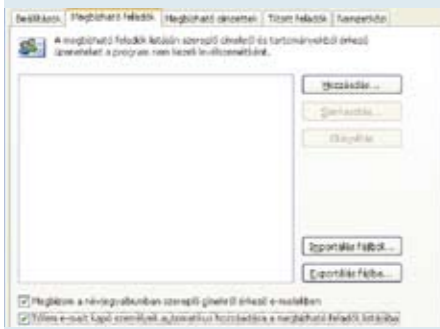 Beállítások Megbízható feladók Megbízható címzettek Tiltott feladók Nemzetközi
A megbízható feladók listáján szereplő címekről és tartományokból érkező
üzeneteket a program nem kezeli levélszemétként.
Hozzáadás...
Szerkesztés...
Eltávolítás
Importálás fájlból...
Exportálás fájlba...
Megbízom a névjegyalbumban szereplő címekről érkező e-mailekben
Tőlem e-mailt kapó személyek automatikus hozzáadása a megbízható feladók listájába